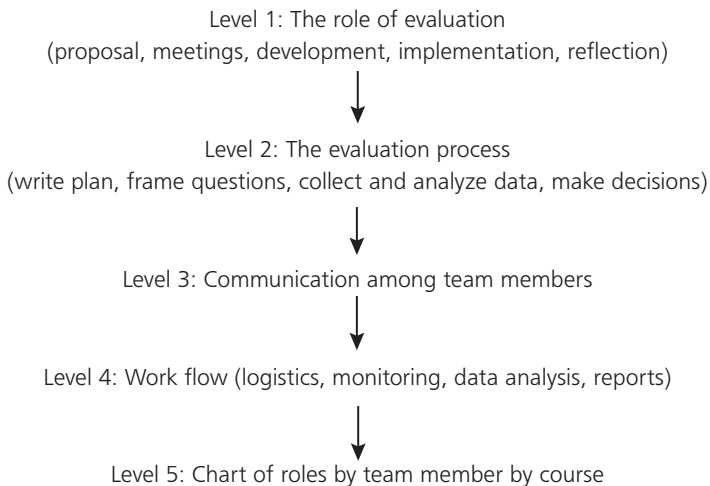 Level 1: The role of evaluation
(proposal, meetings, development, implementation, reflection)
Level 2: The evaluation process
(write plan, frame questions, collect and analyze data, make decisions)
Level 3: Communication among team members
Level 4: Work flow (logistics, monitoring, data analysis, reports)
Level 5: Chart of roles by team member by course